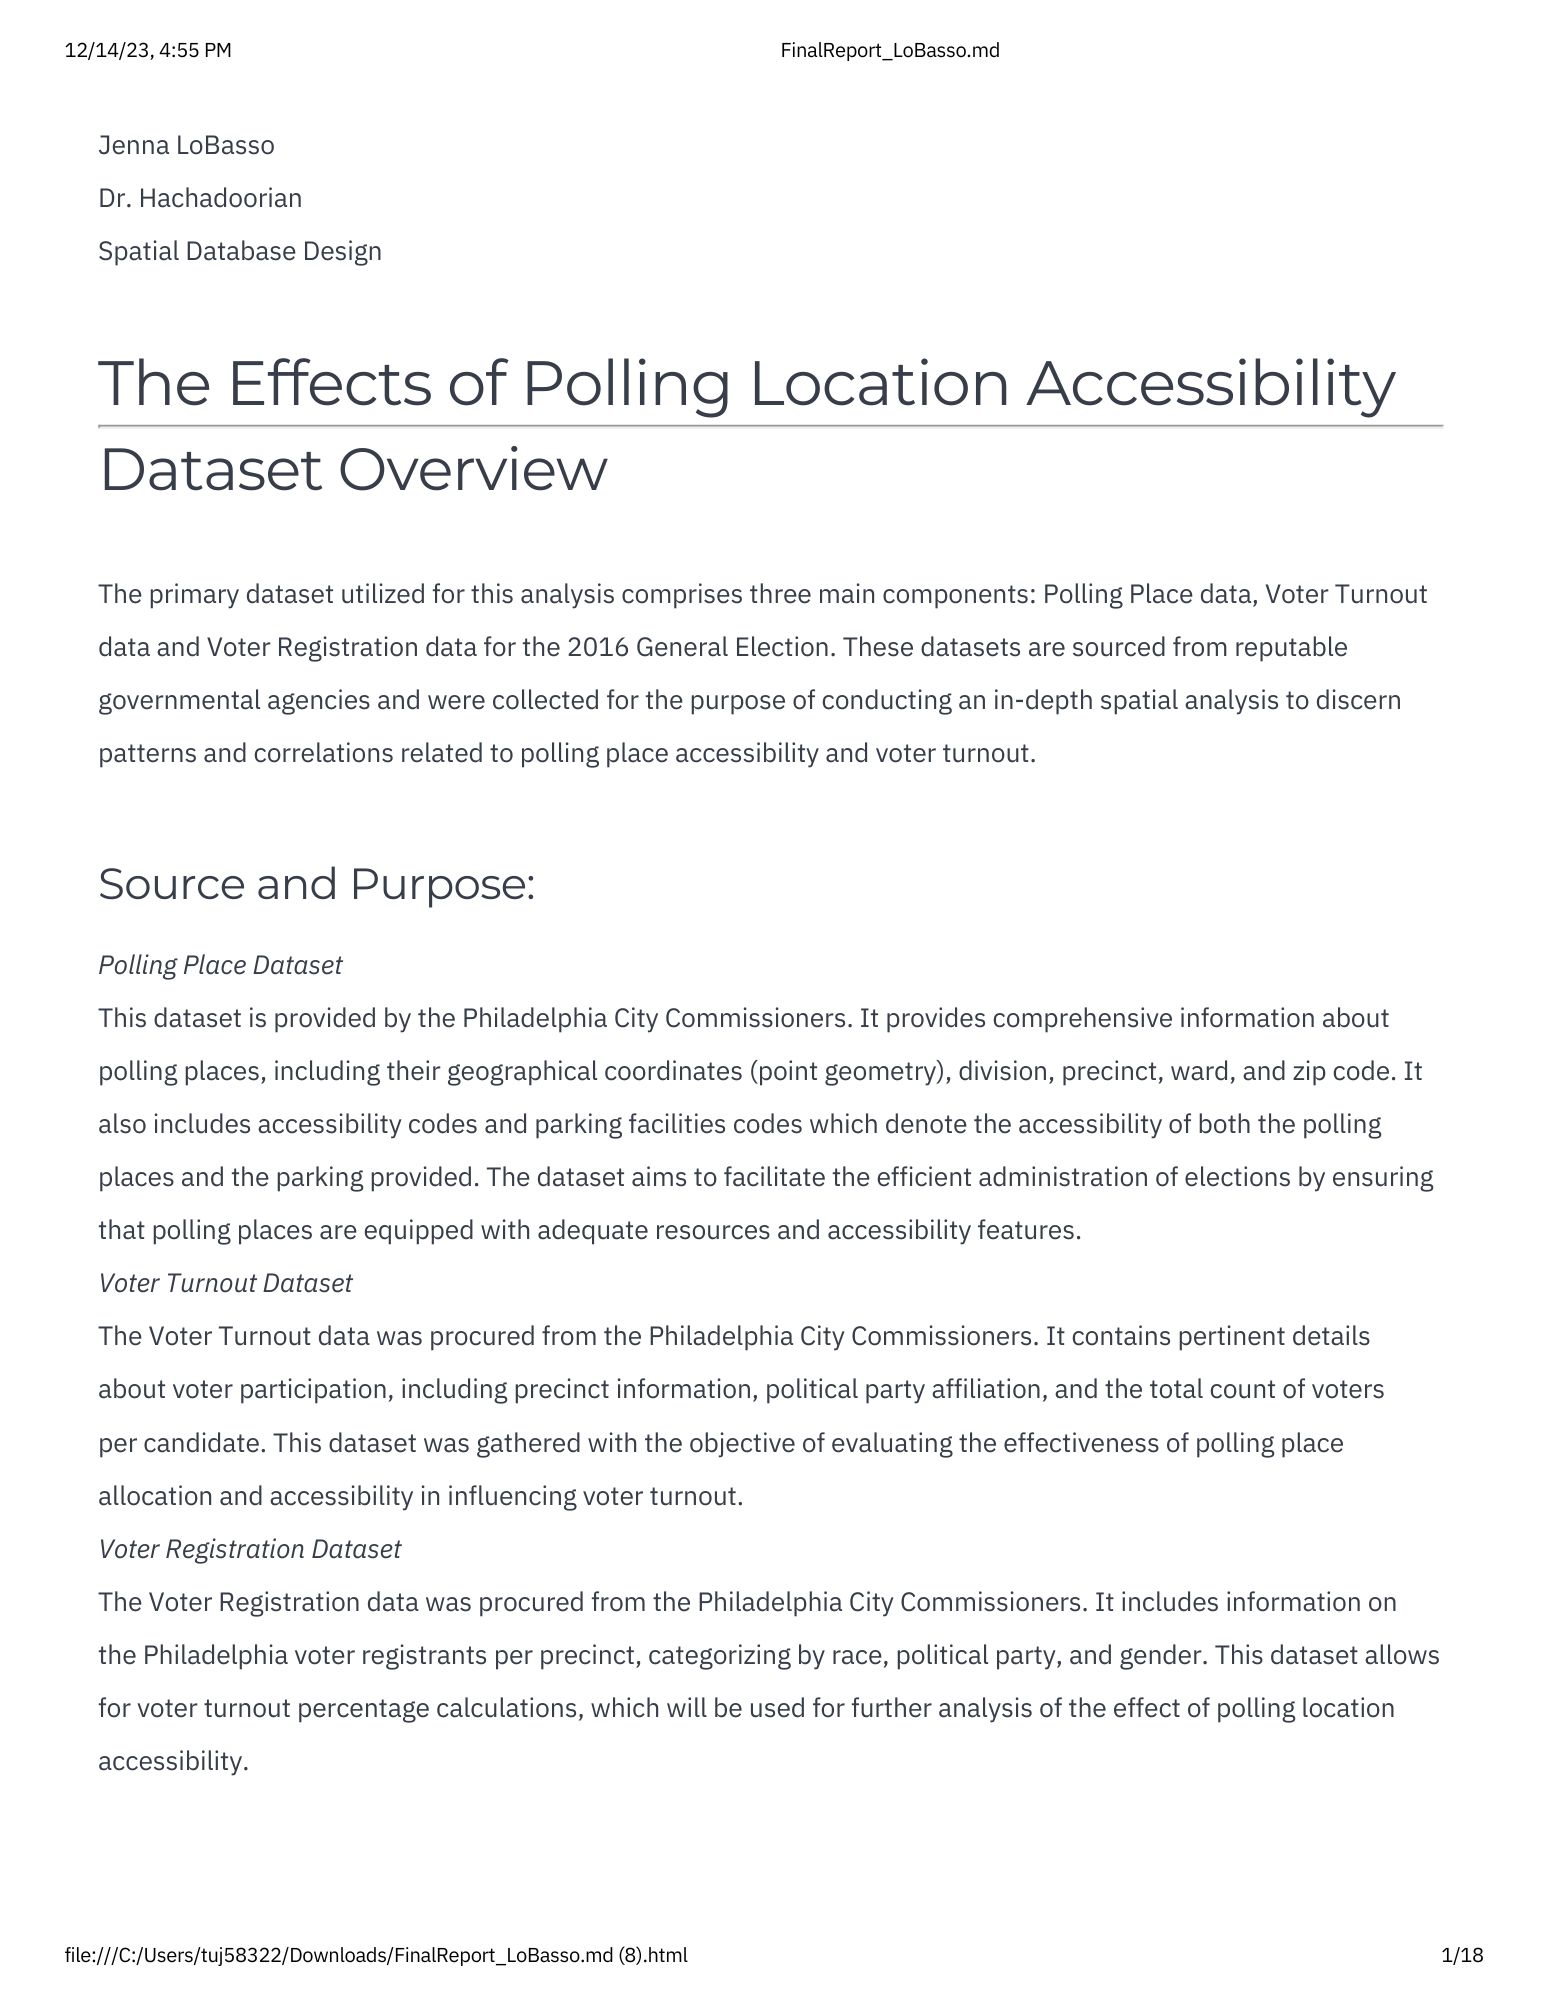 12/14/23, 4:55 PM
FinalReport_LoBasso.md
Jenna LoBasso
Dr. Hachadoorian
Spatial Database Design
The Effects of Polling Location Accessibility
Dataset Overview
The primary dataset utilized for this analysis comprises three main components: Polling Place data, Voter Turnout
data and Voter Registration data for the 2016 General Election. These datasets are sourced from reputable
governmental agencies and were collected for the purpose of conducting an in-depth spatial analysis to discern
patterns and correlations related to polling place accessibility and voter turnout.
Source and Purpose:
Polling Place Dataset
This dataset is provided by the Philadelphia City Commissioners. It provides comprehensive information about
polling places, including their geographical coordinates (point geometry), division, precinct, ward, and zip code. It
also includes accessibility codes and parking facilities codes which denote the accessibility of both the polling
places and the parking provided. The dataset aims to facilitate the efficient administration of elections by ensuring
that polling places are equipped with adequate resources and accessibility features.
Voter Turnout Dataset
The Voter Turnout data was procured from the Philadelphia City Commissioners. It contains pertinent details
about voter participation, including precinct information, political party affiliation, and the total count of voters
per candidate. This dataset was gathered with the objective of evaluating the effectiveness of polling place
allocation and accessibility in influencing voter turnout.
Voter Registration Dataset
The Voter Registration data was procured from the Philadelphia City Commissioners. It includes information on
the Philadelphia voter registrants per precinct, categorizing by race, political party, and gender. This dataset allows
for voter turnout percentage calculations, which will be used for further analysis of the effect of polling location
accessibility.
file:///C:/Users/tuj58322/Downloads/FinalReport_LoBasso.md (8).html
1/18